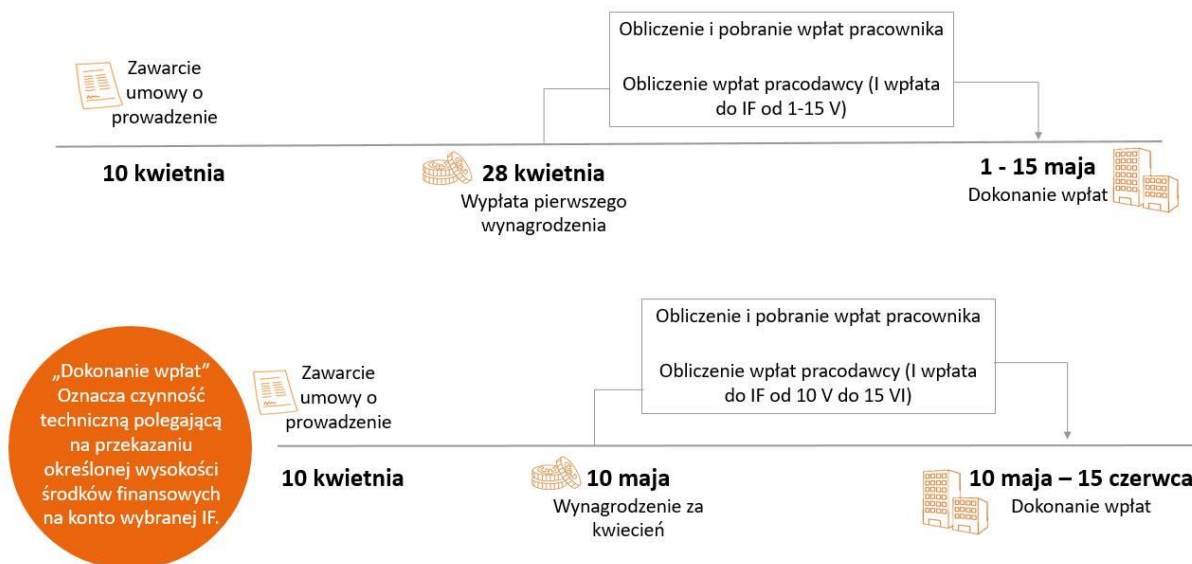 Zawarcie
umowy o
prowadzenie
10 kwietnia
Obliczenie i pobranie wpłat pracownika
Obliczenie wpłat pracodawcy (I wpłata
do IF od 1-15 V)
28 kwietnia
Wypłata pierwszego
wynagrodzenia
1 - 15 maja
Dokonanie wpłat
„Dokonanie wpłat”
Oznacza czynność
techniczną polegającą
na przekazaniu
określonej wysokości
środków finansowych
na konto wybranej IF.
Zawarcie
umowy o
prowadzenie
10 kwietnia
Obliczenie i pobranie wpłat pracownika
Obliczenie wpłat pracodawcy (I wpłata
do IF od 10 V do 15 VI)
10 maja
Wynagrodzenie za
kwiecień
10 maja – 15 czerwca
Dokonanie wpłat